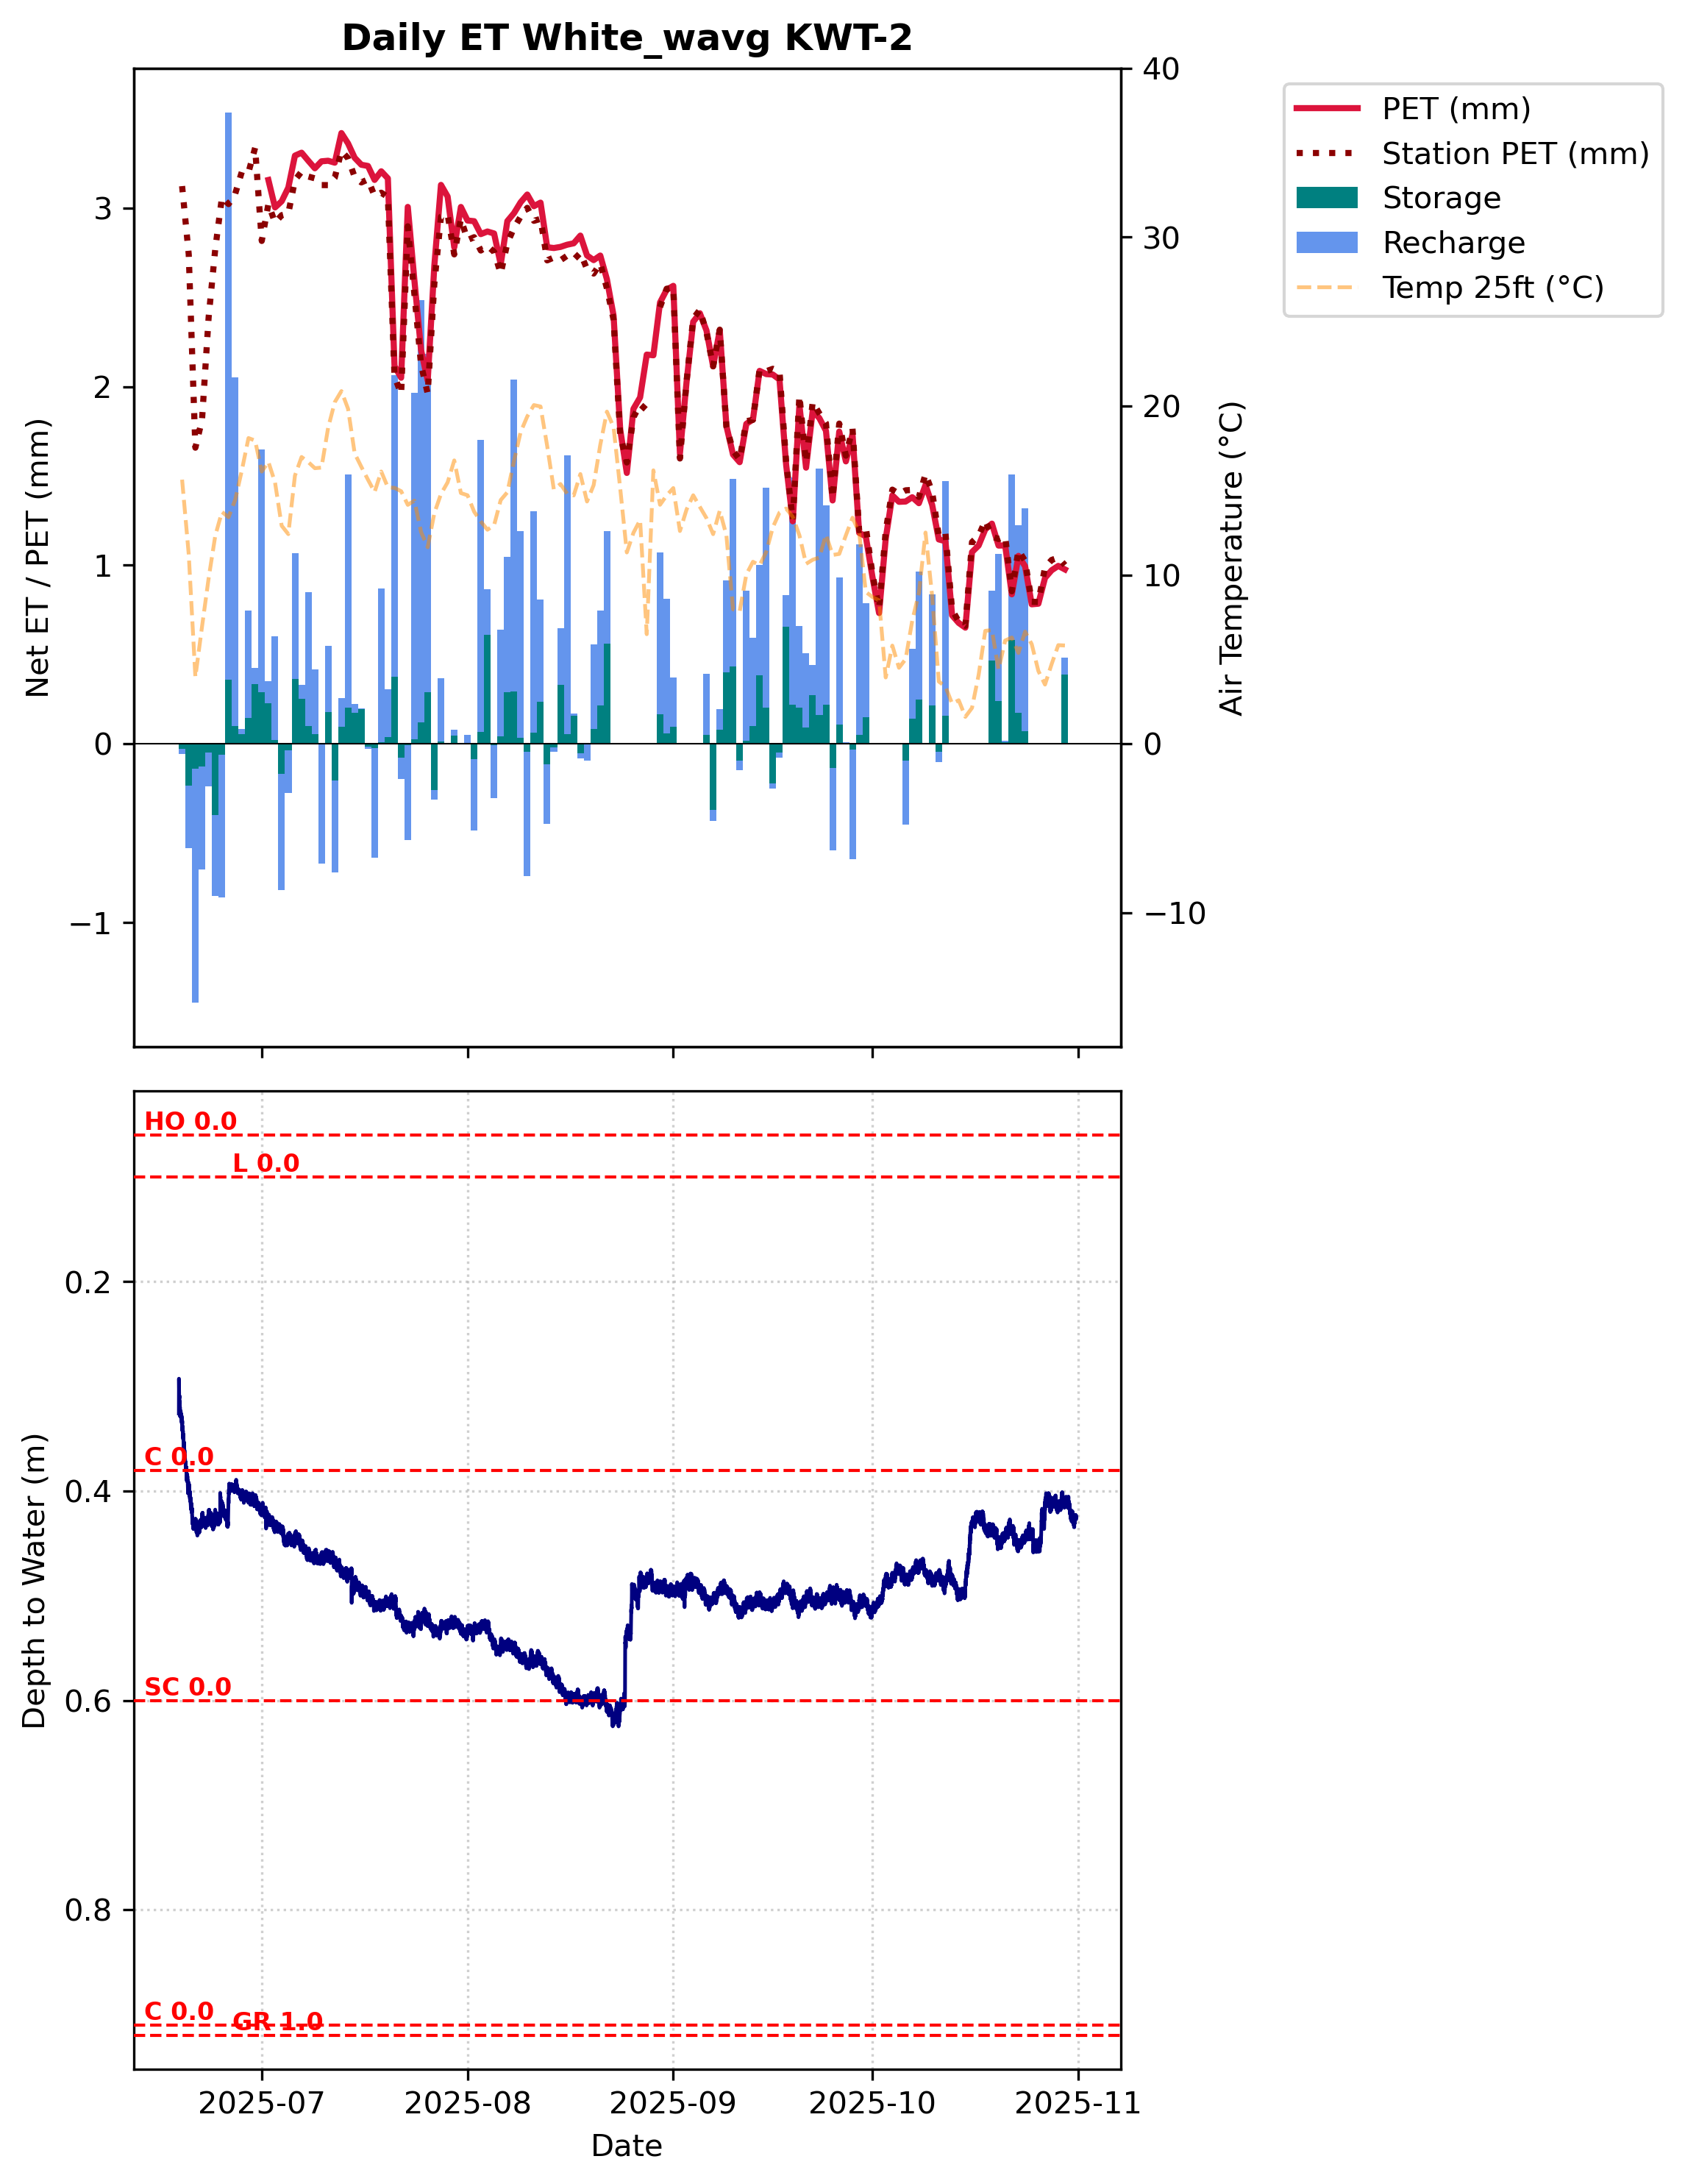 Daily ET White_wavg KWT-2
Net ET / PET (mm)
3
2
1
0
−1
40
30
20
10
0
−10
Air Temperature (°C)
PET (mm)
Station PET (mm)
Storage
Recharge
Temp 25ft (°C)
Depth to Water (m)
HO 0.0
L 0.0
0.2
C 0.0
0.4
SC 0.0
0.6
0.8
C 0.0
GR 1.0
2025-07
2025-08
2025-09
2025-10
2025-11
Date